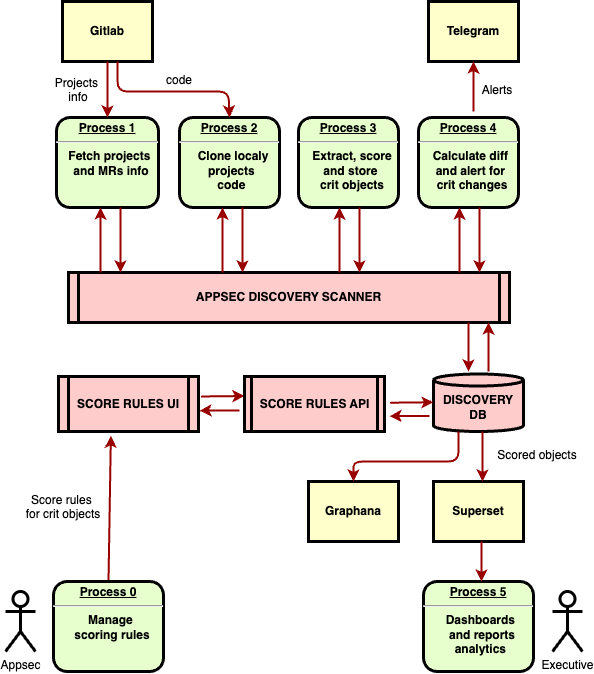 Gitlab
Telegram
Projects
info
code
Alerts
Process 1
Fetch projects
and MRs info
Process 2
Clone localy
projects
code
Process 3
Extract, score
and store
crit objects
Process 4
Calculate diff
and alert for
crit changes
APPSEC DISCOVERY SCANNER
SCORE RULES UI
SCORE RULES API
DISCOVERY
DB
Scored objects
Score rules
for crit objects
Graphana
Superset
Process 0
Manage
scoring rules
Process 5
Dashboards
and reports
analytics
Appsec
Executive